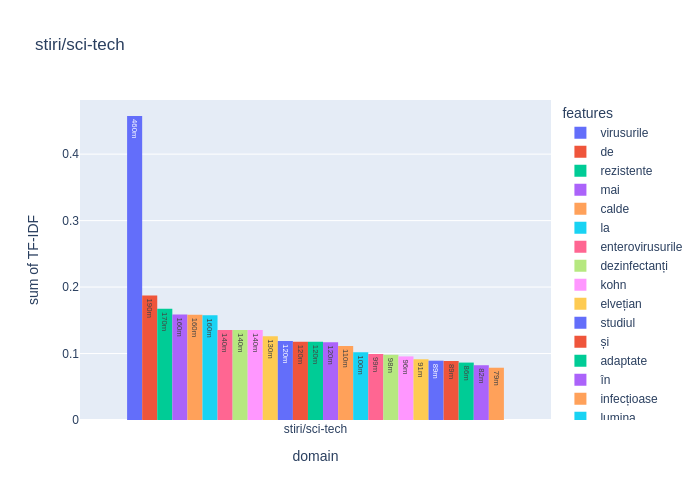 stiri/sci-tech
sum of TF-IDF
0.4
0.3
0.2
0.1
0
460m
190m
170m
160m
160m
160m
140m
140m
140m
130m
120m
120m
120m
120m
110m
100m
99m
98m
96m
91m
89m
89m
86m
82m
79m
stiri/sci-tech
domain
features
virusurile
de
rezistente
mai
calde
la
enterovirusurile
dezinfectanți
kohn
elvețian
studiul
și
adaptate
în
infecțioase
lumina